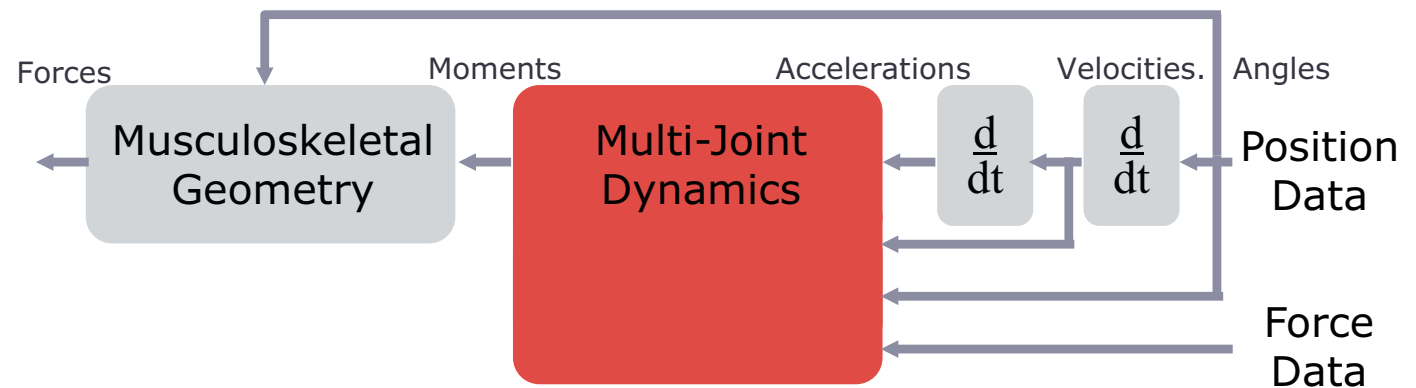 Forces
Moments
Accelerations
Velocities.
Angles
Musculoskeletal
Geometry
Multi-Joint
Dynamics
d
dt
d
dt
Position
Data
Force
Data